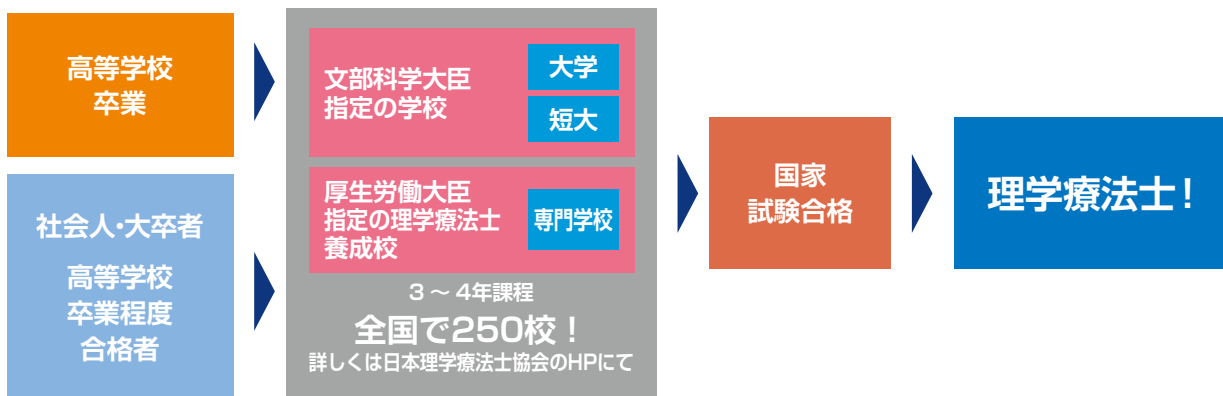 高等学校
卒業
社会人・大卒者
高等学校
卒業程度
合格者
文部科学大臣
指定の学校
大学
短大
厚生労働大臣
指定の理学療法士
養成校
専門学校
3～4年課程
全国で250校！
詳しくは日本理学療法士協会のHPにて
国家
試験合格
理学療法士！